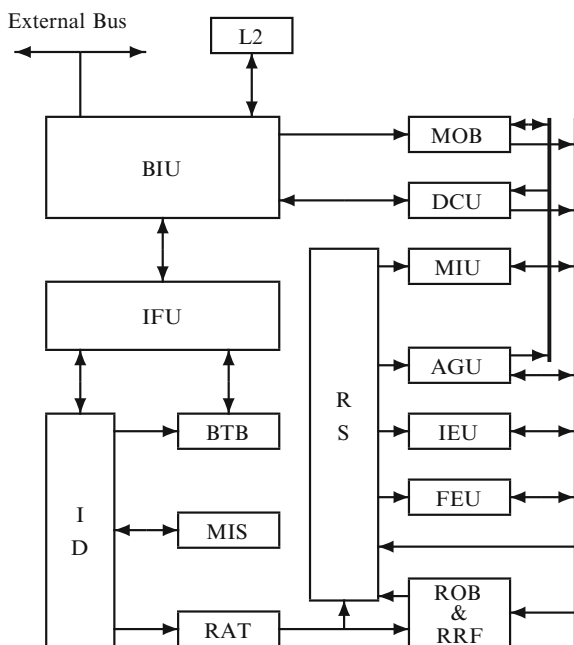 External Bus
L2
BIU
MOB
DCU
MIU
IFU
AGU
R
S
BTB
IEU
I
D
MIS
FEU
RAT
ROB
&
RRF